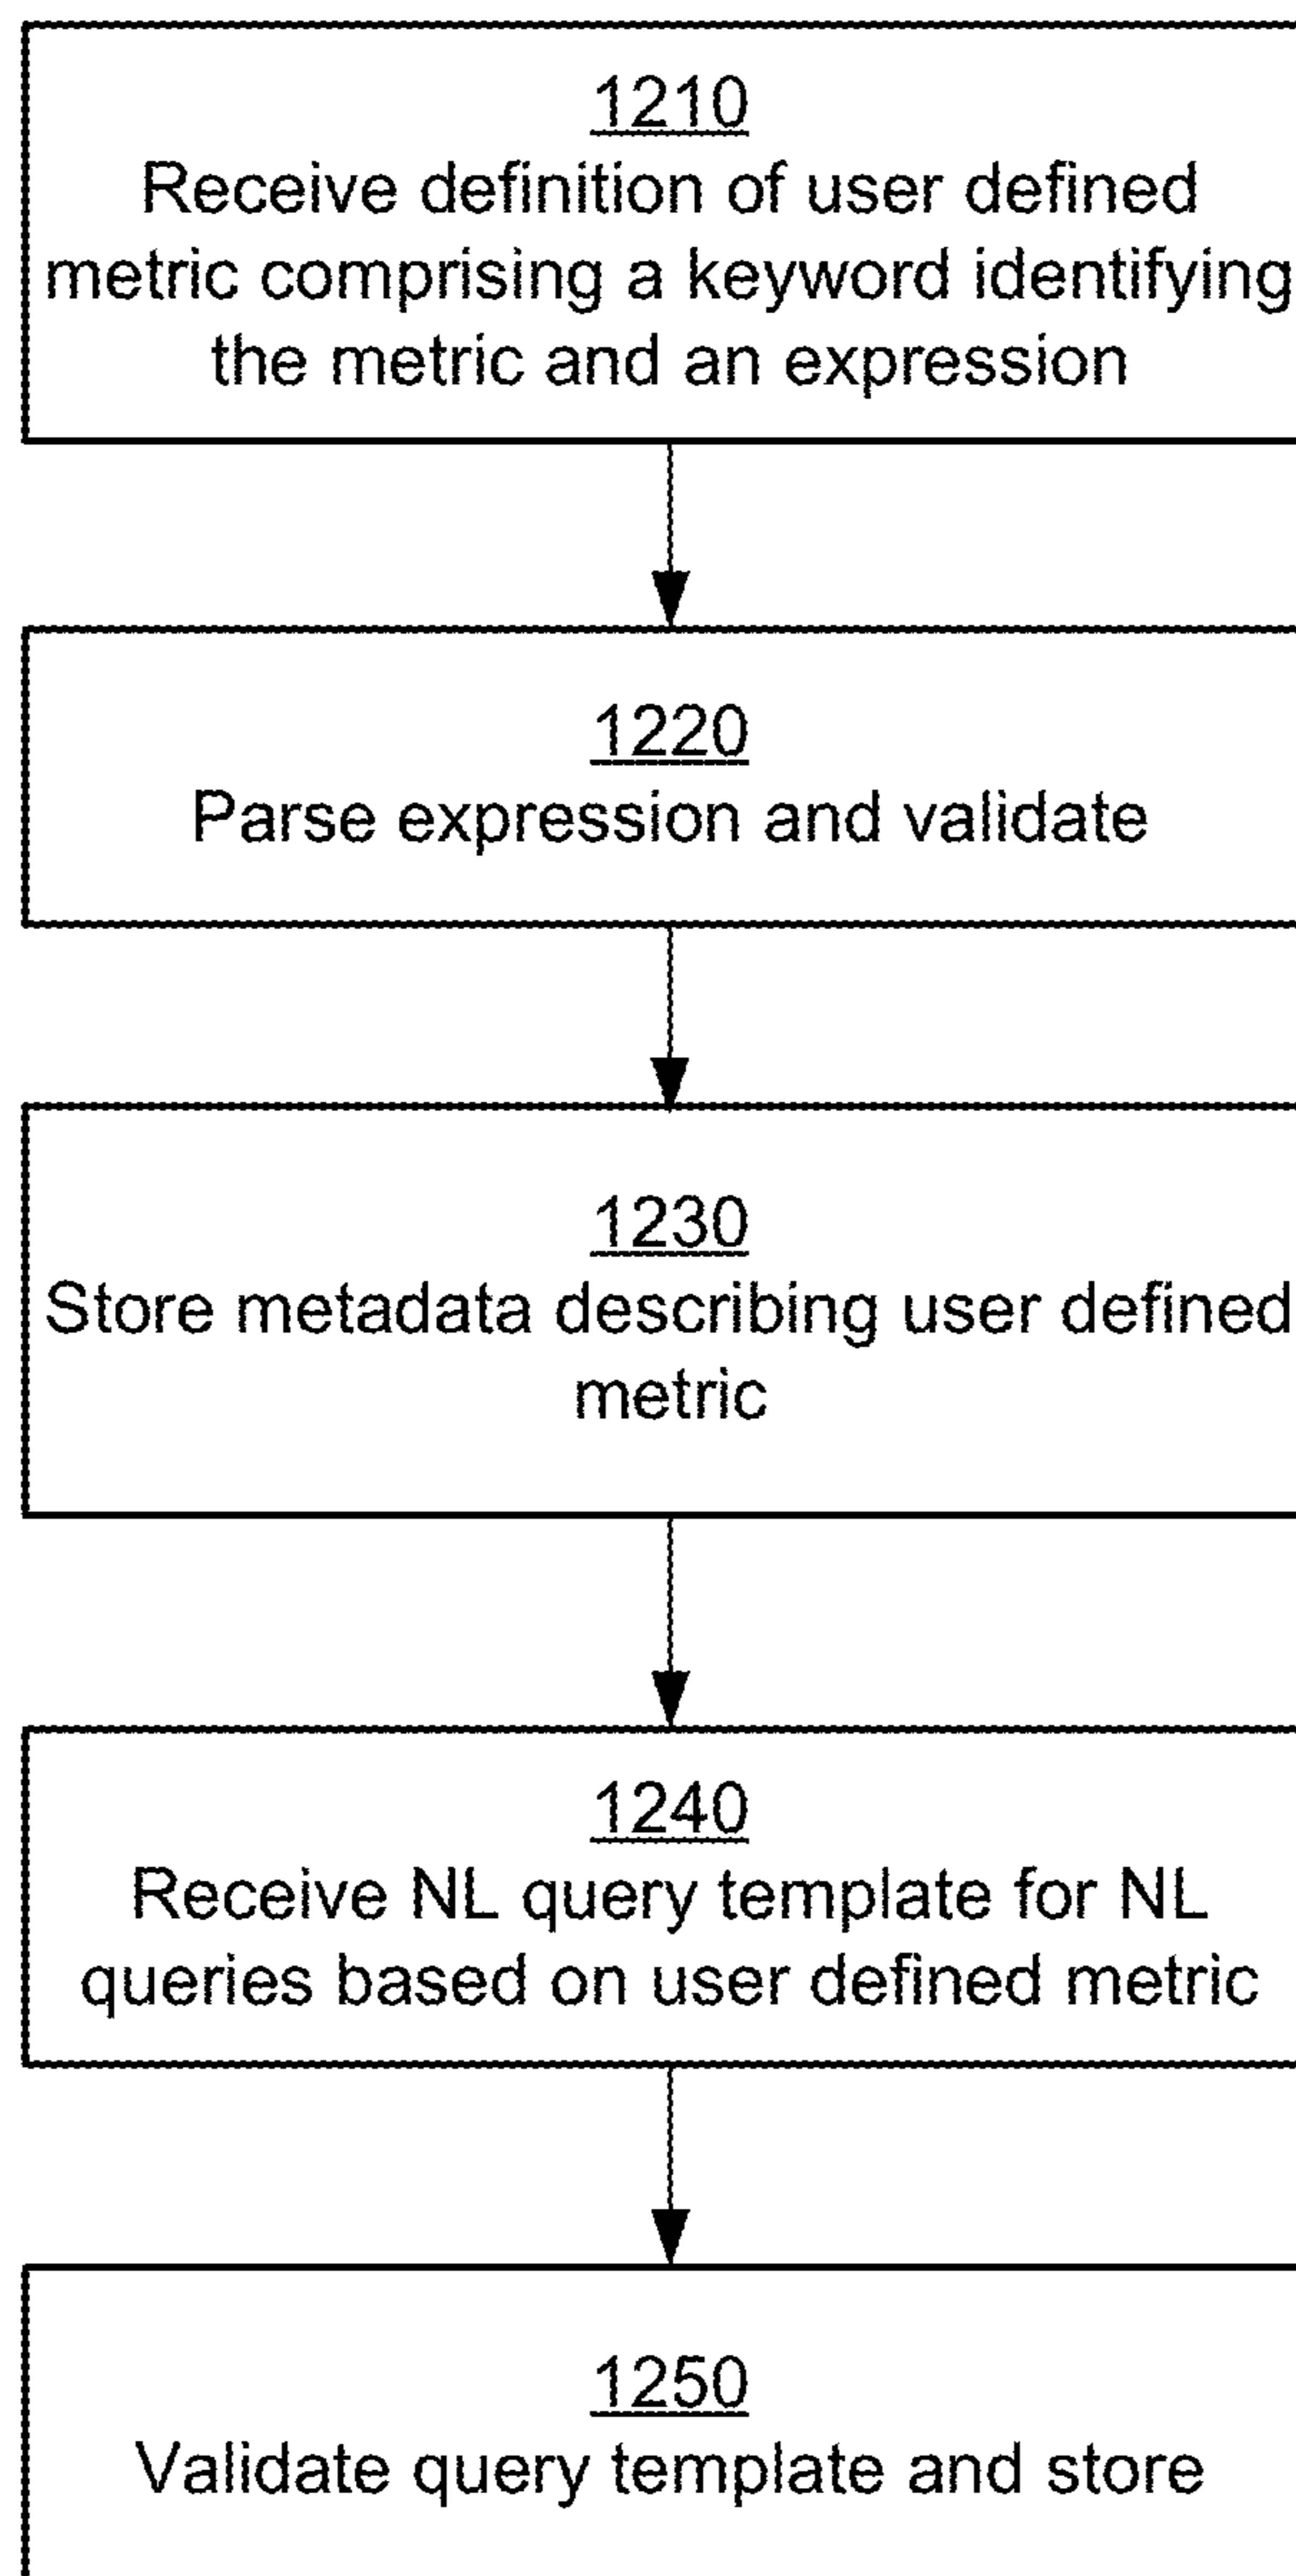 1210
Receive definition of user defined
metric comprising a keyword identifying
the metric and an expression
1220
Parse expression and validate
1230
Store metadata describing user defined
metric
1240
Receive NL query template for NL
queries based on user defined metric
1250
Validate query template and store